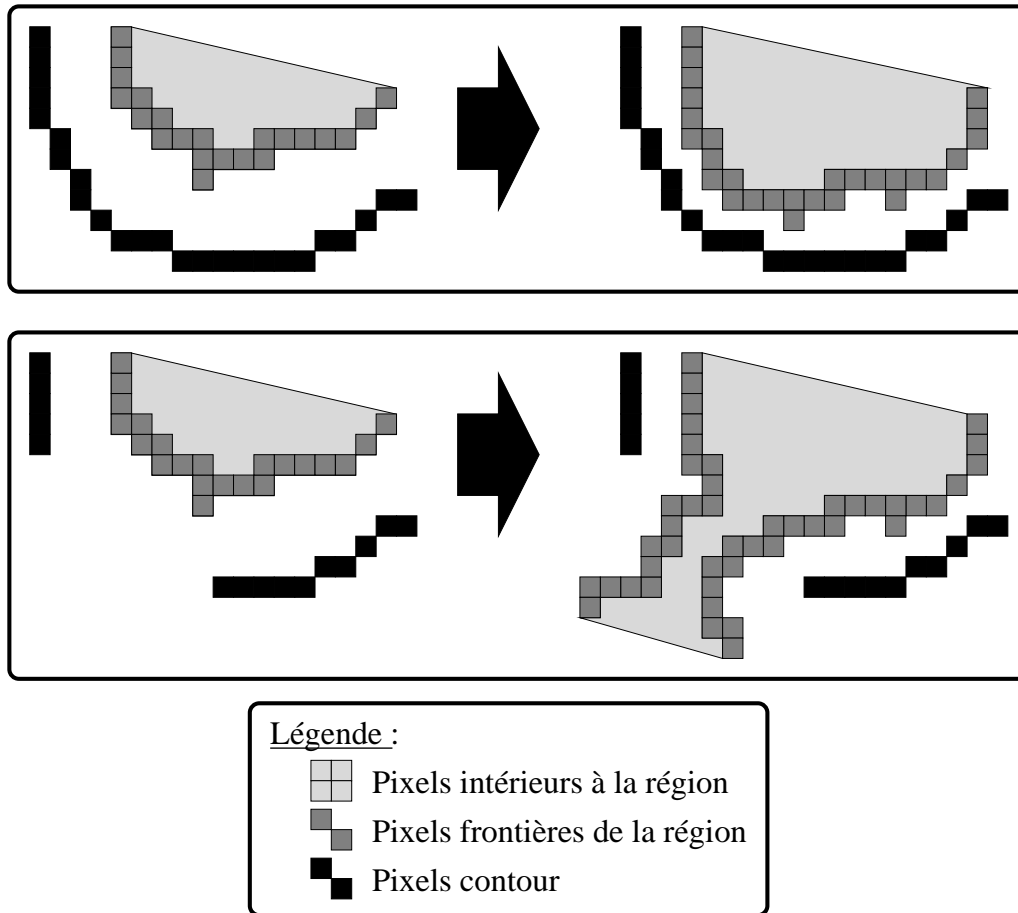 Légende :
Pixels intérieurs à la région
Pixels frontières de la région
Pixels contour